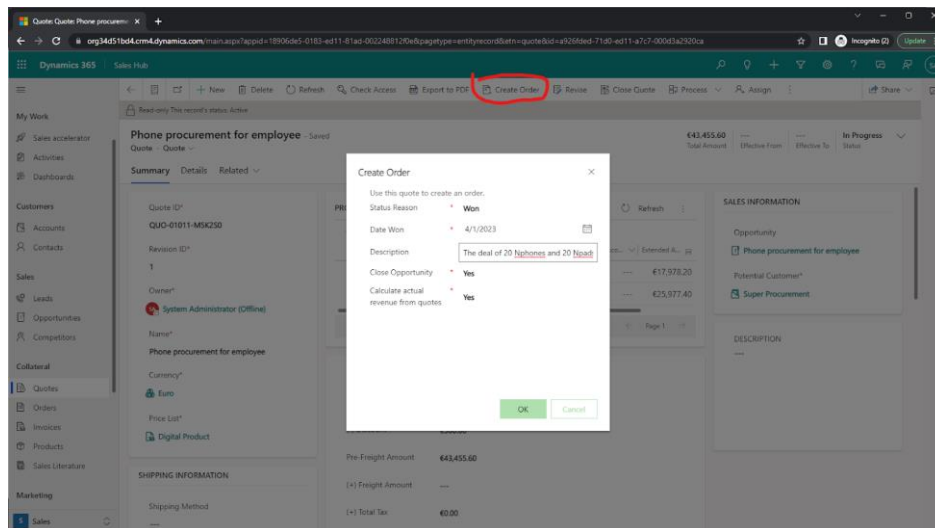 Quote: Quote: Phone procurem
org34d51bd4.crm4.dynamics.com/main.aspx?appid=18906de5-0183-ed11-81ad-002248812f0e&pagetype=entityrecord&etn=quote&id=a926fded-71d0-ed11-a7c7-000d3a2920ca
Incognito (2)
Update
Dynamics 365
Sales Hub
New
Delete
Refresh
Check Access
Export to PDF
Create Order
Revise
Close Quote
Process
Assign
Share
My Work
Sales accelerator
Activities
Dashboards
Customers
Accounts
Contacts
Sales
Leads
Opportunities
Competitors
Collateral
Quotes
Orders
Invoices
Products
Sales Literature
Marketing
S Sales
Read-only This record's status: Active
Phone procurement for employee - Saved
Quote · Quote
€43,455.60
Total Amount
---
Effective From
---
Effective To
In Progress
Status
Summary Details Related
Quote ID*
QUO-01011-M5K2S0
Revision ID*
1
Owner*
System Administrator (Offline)
Name*
Phone procurement for employee
Currency*
Euro
Price List*
Digital Product
SHIPPING INFORMATION
Shipping Method
---
Create Order
Use this quote to create an order.
Status Reason * Won
Date Won * 4/1/2023
Description The deal of 20 Nphones and 20 Npads
Close Opportunity * Yes
Calculate actual revenue from quotes * Yes
OK Cancel
Refresh
Extended A...
--- €17,978.20
--- €25,977.40
Page 1
Pre-Freight Amount €43,455.60
(+) Freight Amount ---
(+) Total Tax €0.00
SALES INFORMATION
Opportunity
Phone procurement for employee
Potential Customer*
Super Procurement
DESCRIPTION
---